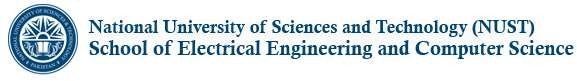 National University of Sciences and Technology (NUST)
School of Electrical Engineering and Computer Science